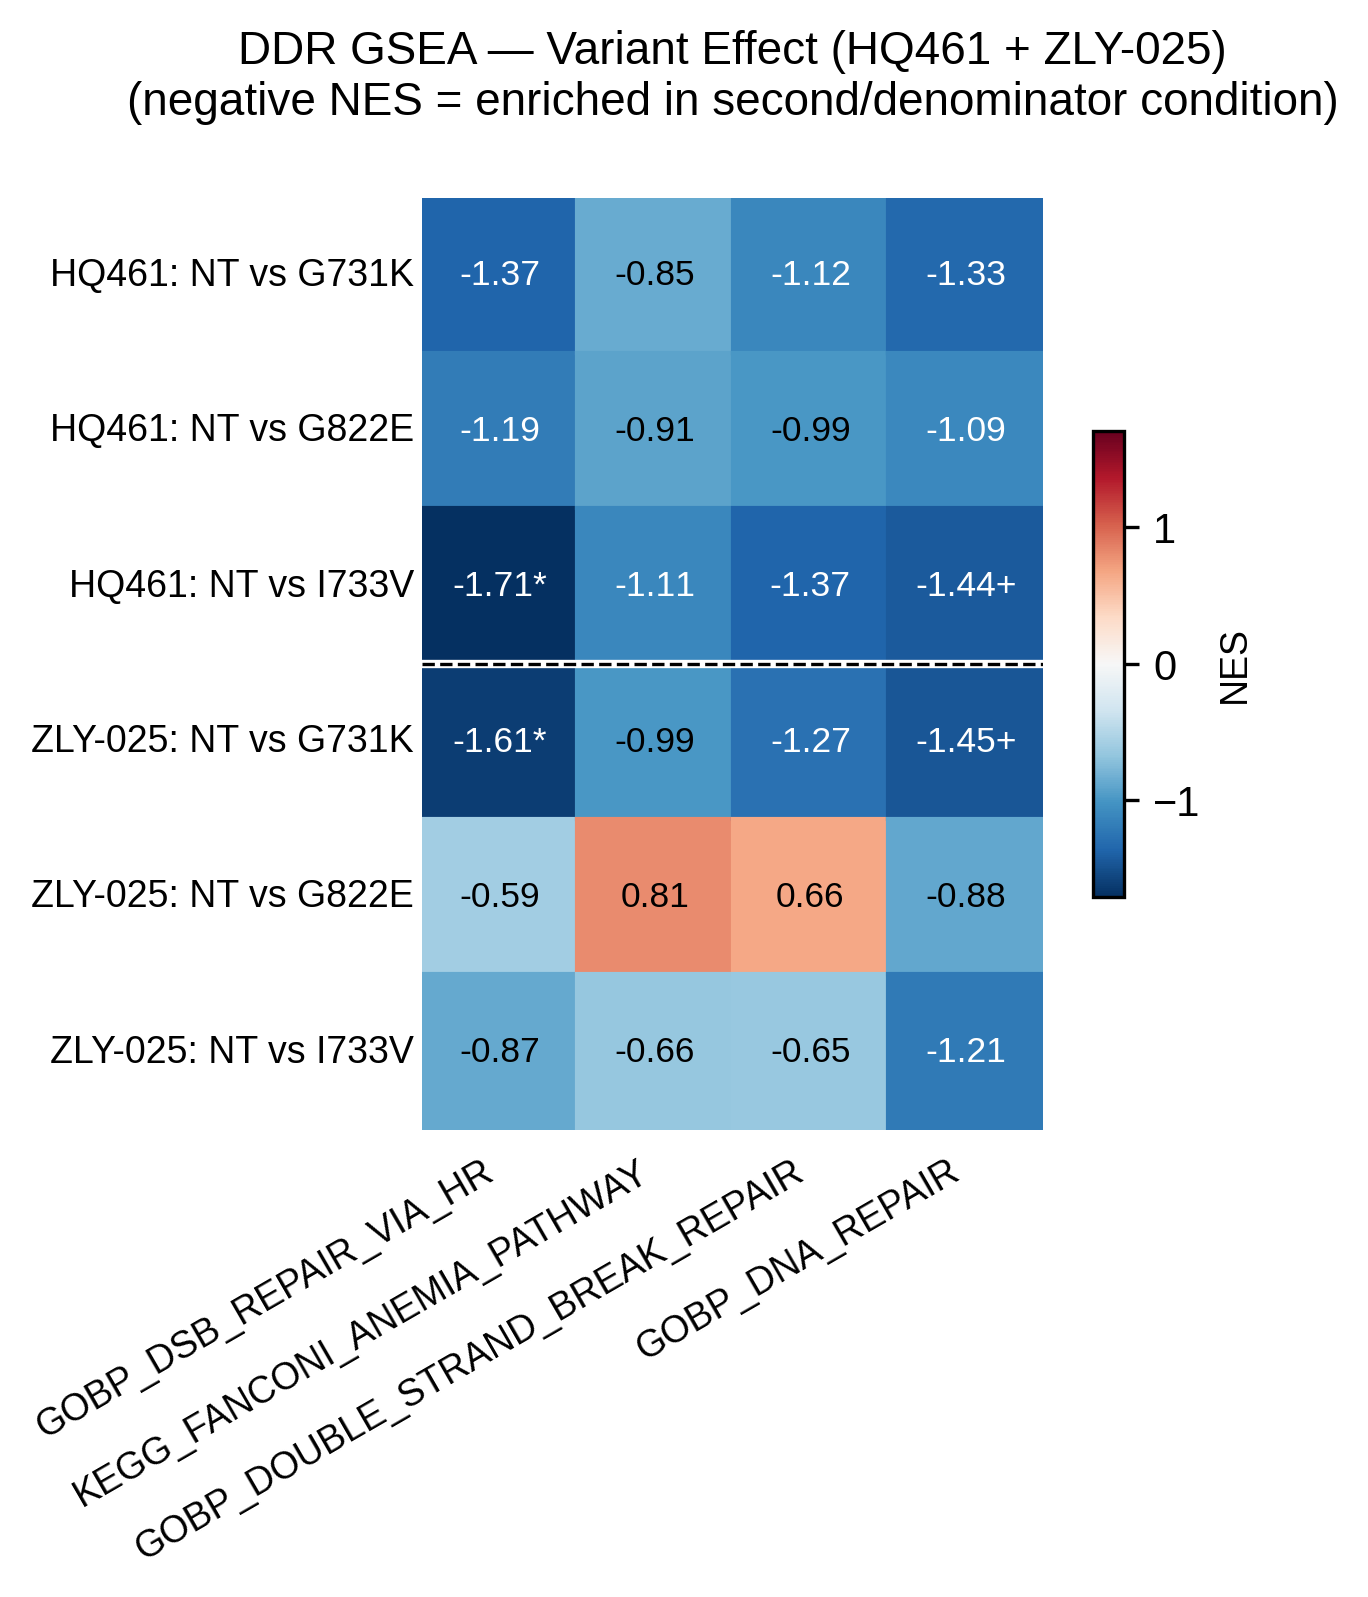 DDR GSEA — Variant Effect (HQ461 + ZLY-025)
(negative NES = enriched in second/denominator condition)
HQ461: NT vs G731K -1.37 -0.85 -1.12 -1.33
HQ461: NT vs G822E -1.19 -0.91 -0.99 -1.09
HQ461: NT vs I733V -1.71* -1.11 -1.37 -1.44+
ZLY-025: NT vs G731K -1.61* -0.99 -1.27 -1.45+
ZLY-025: NT vs G822E -0.59 0.81 0.66 -0.88
ZLY-025: NT vs I733V -0.87 -0.66 -0.65 -1.21
GOBP_DSB_REPAIR_VIA_HR
KEGG_FANCONI_ANEMIA_PATHWAY
GOBP_DOUBLE_STRAND_BREAK_REPAIR
GOBP_DNA_REPAIR
1
0
−1
NES